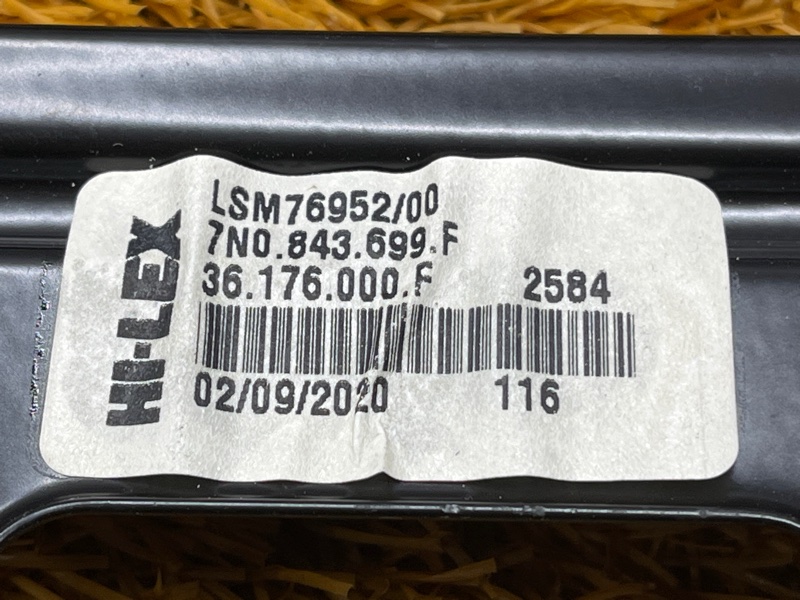 HI-LEX
LSM76952/00
7N0.843.699.F
36.176.000.F 2584
02/09/2020 116